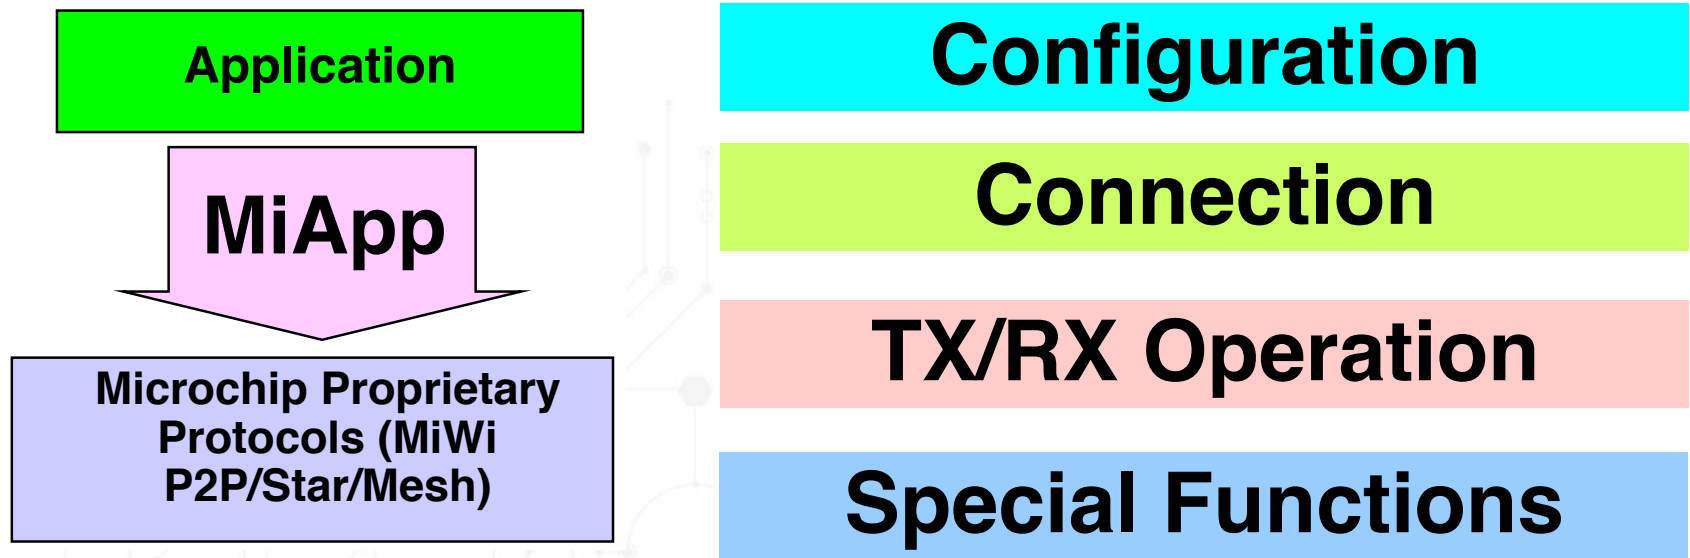 Application
MiApp
Microchip Proprietary
Protocols (MiWi
P2P/Star/Mesh)
Configuration
Connection
TX/RX Operation
Special Functions